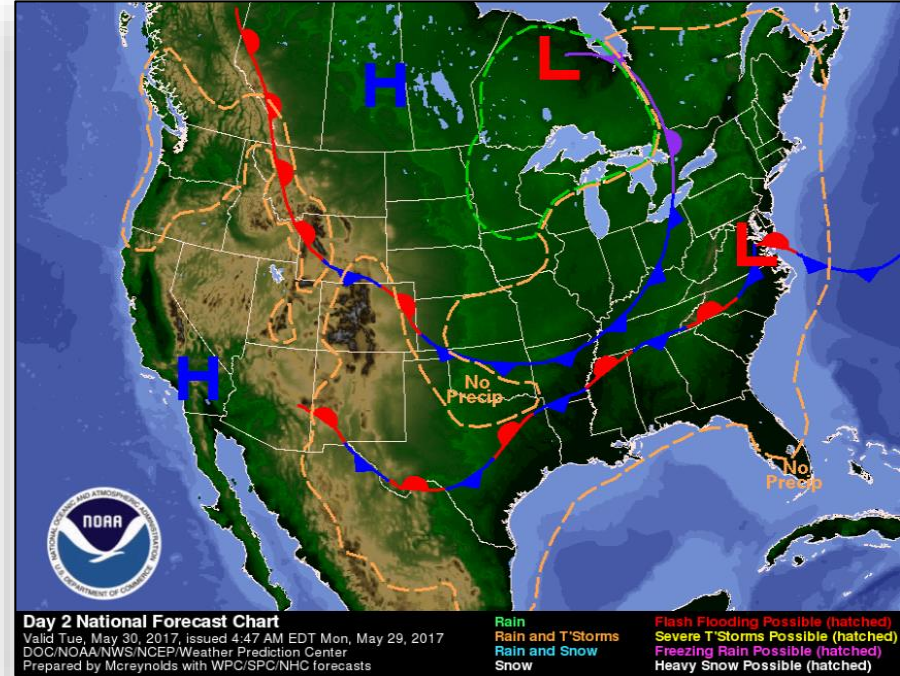 H
L
L
H
No
Precip
No
Precip
NATIONAL OCEANIC AND ATMOSPHERIC ADMINISTRATION
NOAA
U.S. DEPARTMENT OF COMMERCE
Day 2 National Forecast Chart
Valid Tue, May 30, 2017, issued 4:47 AM EDT Mon, May 29, 2017
DOC/NOAA/NWS/NCEP/Weather Prediction Center
Prepared by Mcreynolds with WPC/SPC/NHC forecasts
Rain
Rain and T'Storms
Rain and Snow
Snow
Flash Flooding Possible (hatched)
Severe T'Storms Possible (hatched)
Freezing Rain Possible (hatched)
Heavy Snow Possible (hatched)